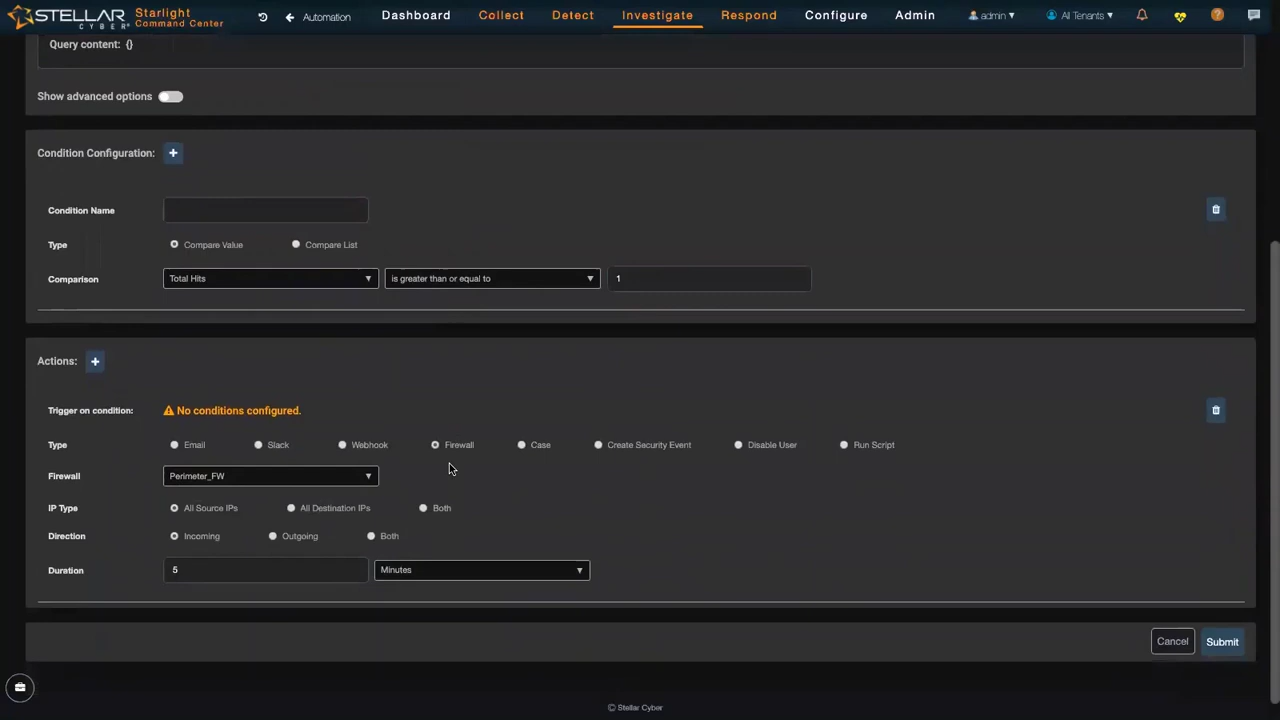 STELLAR CYBER Starlight Command Center Automation Dashboard Collect Detect Investigate Respond Configure Admin admin All Tenants
Query content: {}
Show advanced options
Condition Configuration: +
Condition Name
Type Compare Value Compare List
Comparison Total Hits is greater than or equal to 1
Actions: +
Trigger on condition: No conditions configured.
Type Email Slack Webhook Firewall Case Create Security Event Disable User Run Script
Firewall Perimeter_FW
IP Type All Source IPs All Destination IPs Both
Direction Incoming Outgoing Both
Duration 5 Minutes
Cancel Submit
© Stellar Cyber